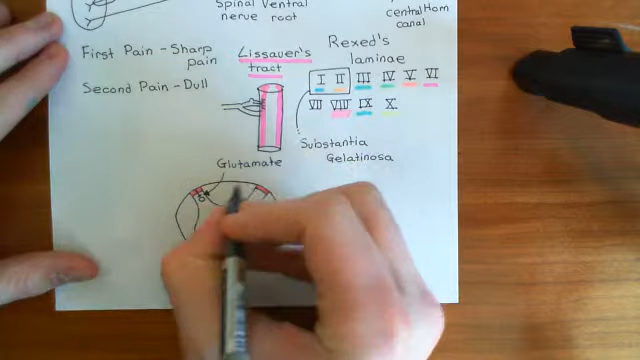 Spinal Ventral
nerve root
central Horn
canal
First Pain - Sharp
pain
Second Pain - Dull
Lissauer's
tract
Rexed's
laminae
I II III IV V VI
VII VIII IX X
Substantia
Gelatinosa
Glutamate